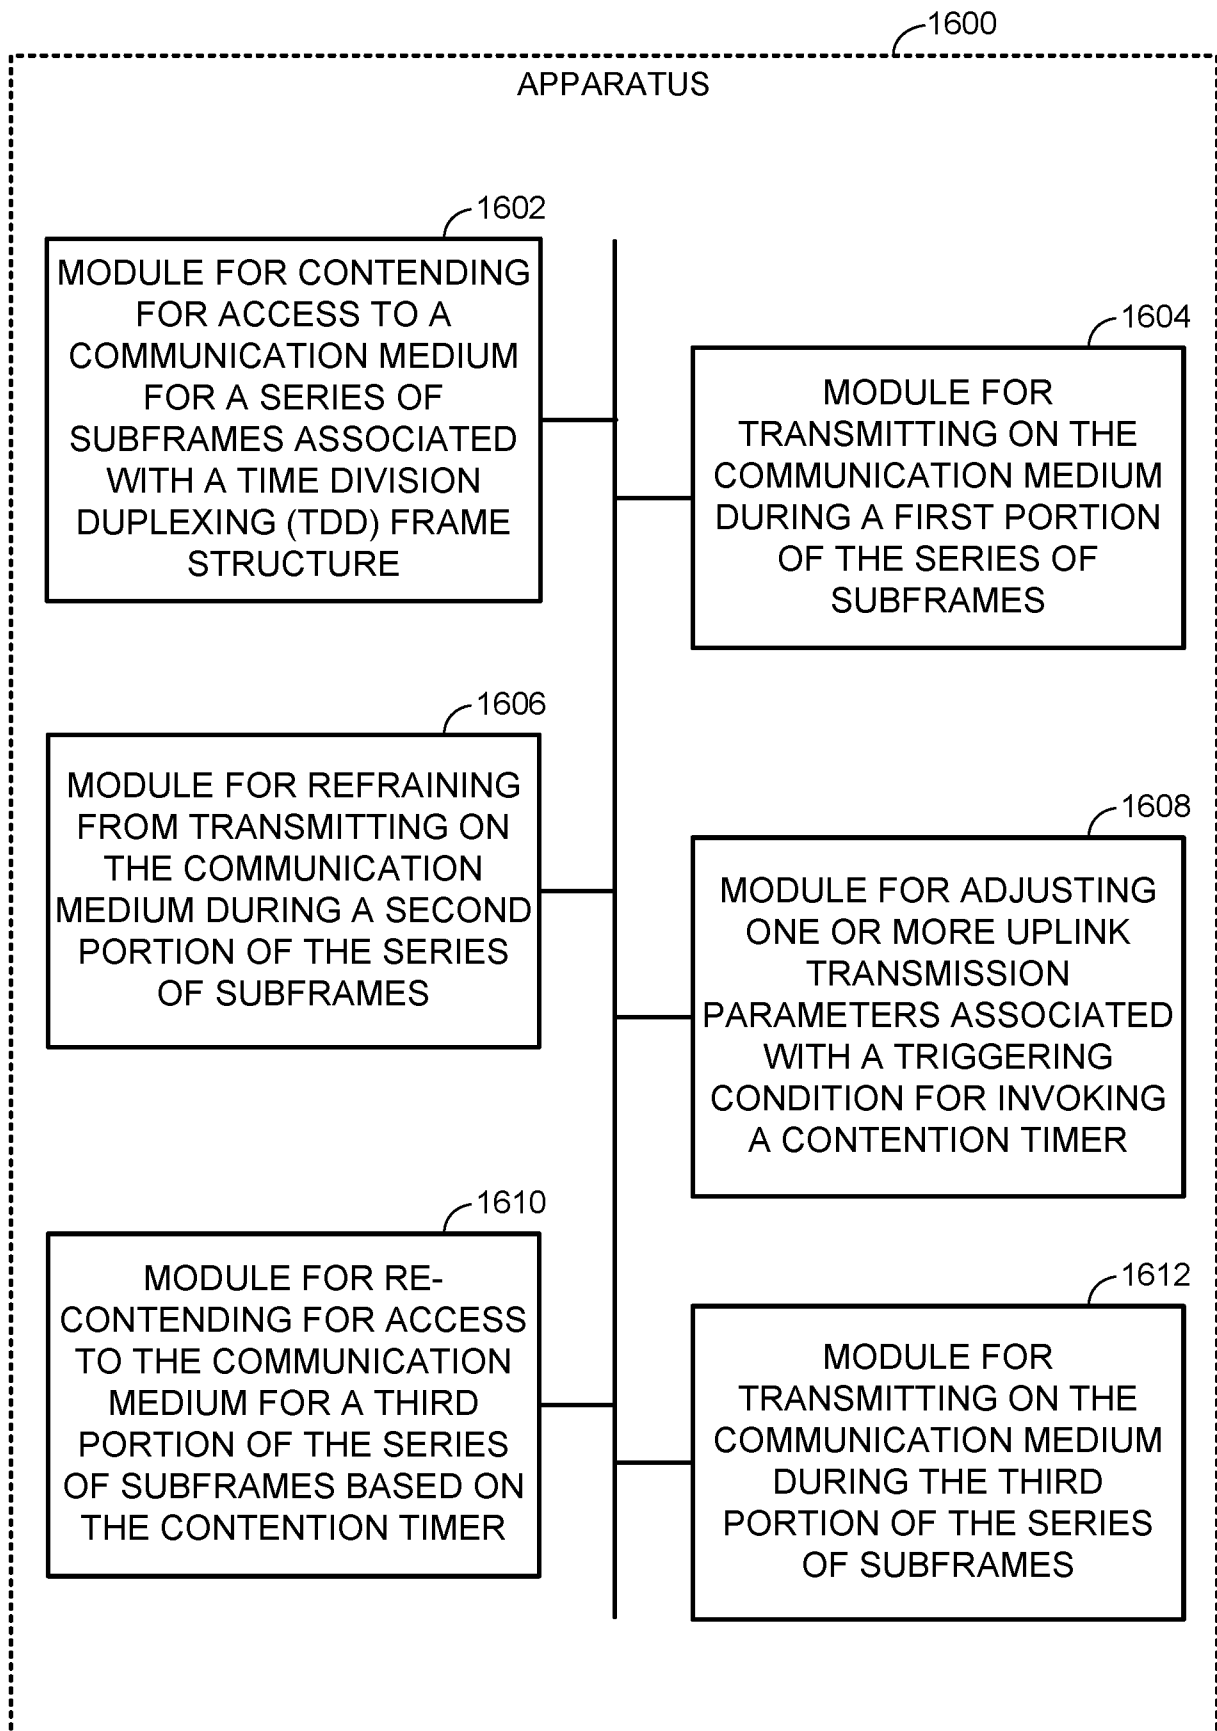 1600
APPARATUS
1602
MODULE FOR CONTENDING
FOR ACCESS TO A
COMMUNICATION MEDIUM
FOR A SERIES OF
SUBFRAMES ASSOCIATED
WITH A TIME DIVISION
DUPLEXING (TDD) FRAME
STRUCTURE
1604
MODULE FOR
TRANSMITTING ON THE
COMMUNICATION MEDIUM
DURING A FIRST PORTION
OF THE SERIES OF
SUBFRAMES
1606
MODULE FOR REFRAINING
FROM TRANSMITTING ON
THE COMMUNICATION
MEDIUM DURING A SECOND
PORTION OF THE SERIES
OF SUBFRAMES
1608
MODULE FOR ADJUSTING
ONE OR MORE UPLINK
TRANSMISSION
PARAMETERS ASSOCIATED
WITH A TRIGGERING
CONDITION FOR INVOKING
A CONTENTION TIMER
1610
MODULE FOR RE-
CONTENDING FOR ACCESS
TO THE COMMUNICATION
MEDIUM FOR A THIRD
PORTION OF THE SERIES
OF SUBFRAMES BASED ON
THE CONTENTION TIMER
1612
MODULE FOR
TRANSMITTING ON THE
COMMUNICATION MEDIUM
DURING THE THIRD
PORTION OF THE SERIES
OF SUBFRAMES